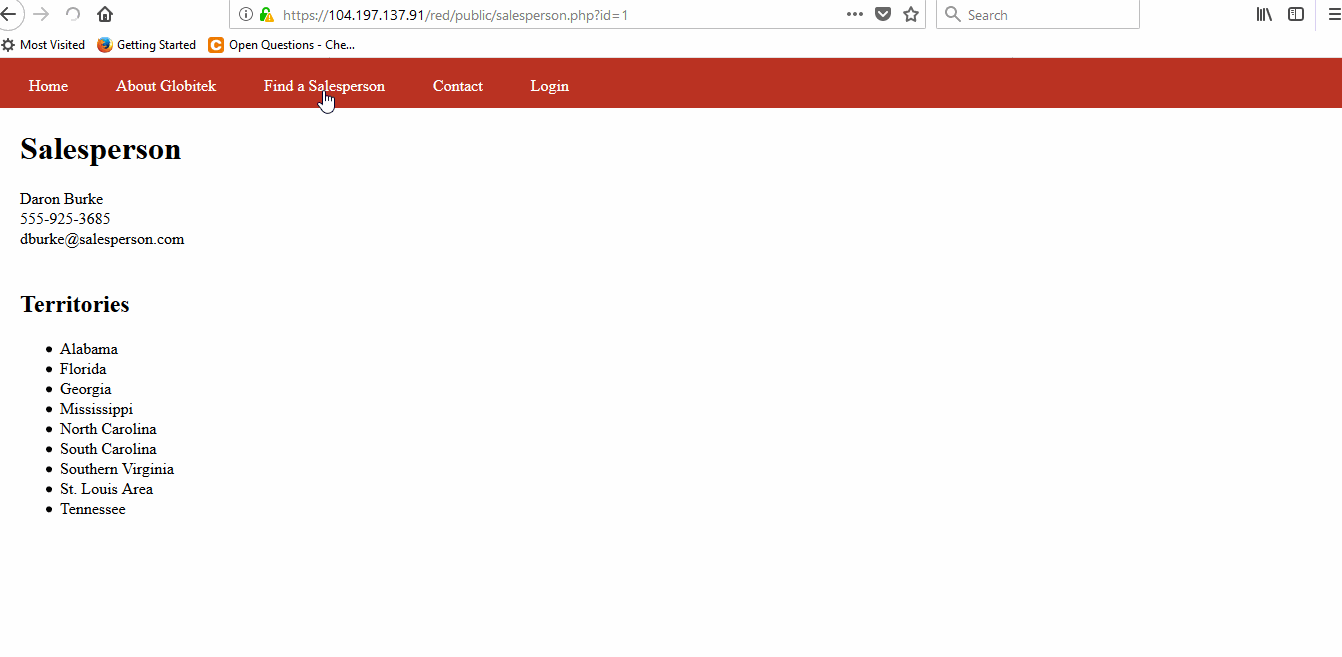 https://104.197.137.91/red/public/salesperson.php?id=1
Search
Most Visited
Getting Started
Open Questions - Che...
Home
About Globitek
Find a Salesperson
Contact
Login
Salesperson
Daron Burke
555-925-3685
dburke@salesperson.com
Territories
Alabama
Florida
Georgia
Mississippi
North Carolina
South Carolina
Southern Virginia
St. Louis Area
Tennessee